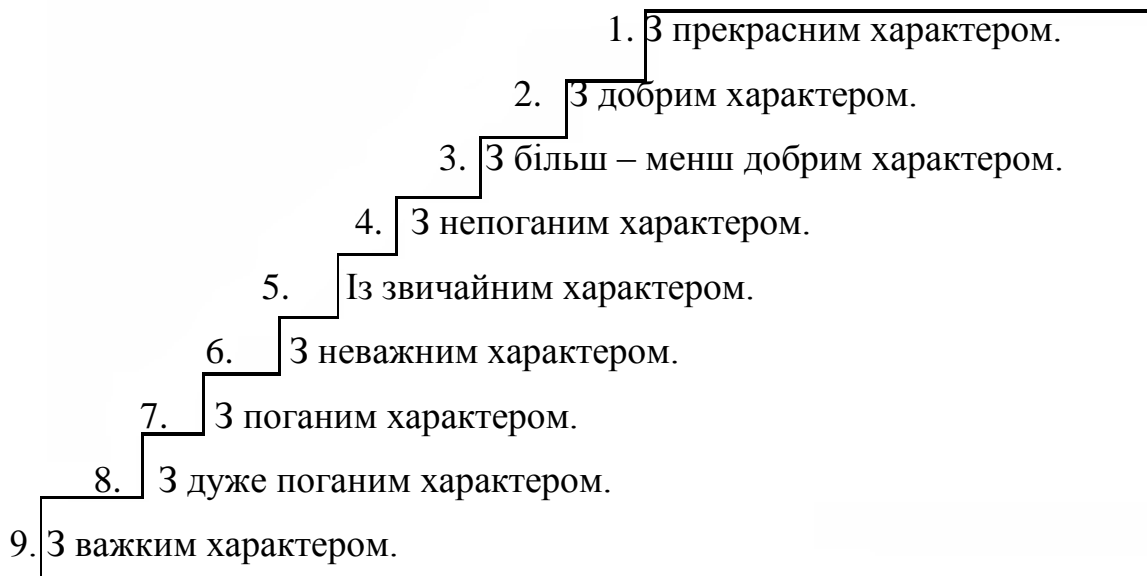 1. З прекрасним характером.
2. З добрим характером.
3. З більш – менш добрим характером.
4. З непоганим характером.
5. Із звичайним характером.
6. З неважним характером.
7. З поганим характером.
8. З дуже поганим характером.
9. З важким характером.